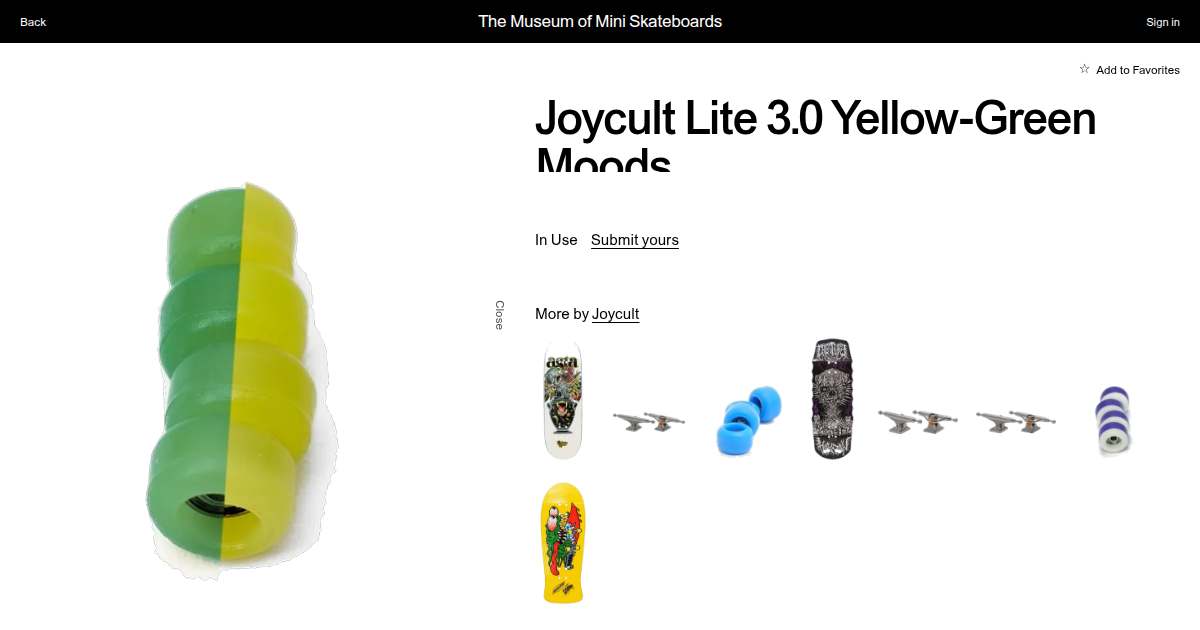 Back
The Museum of Mini Skateboards
Sign in
☆ Add to Favorites
Joycult Lite 3.0 Yellow-Green
Moods
In Use Submit yours
Close
More by Joycult